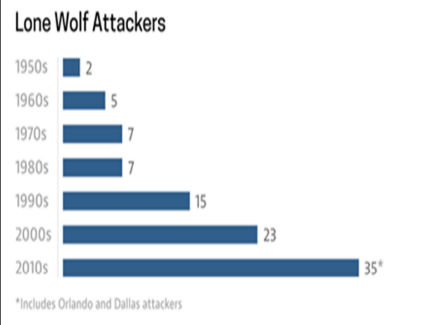 Lone Wolf Attackers
1950s 2
1960s 5
1970s 7
1980s 7
1990s 15
2000s 23
2010s 35*
*Includes Orlando and Dallas attackers